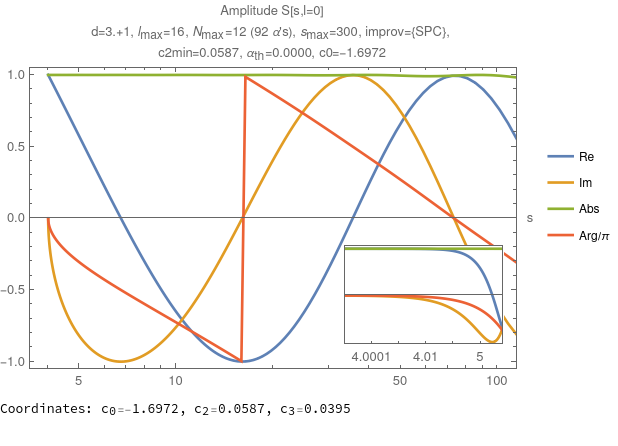 Amplitude S[s,l=0]
d=3.+1, lmax=16, Nmax=12 (92 α's), smax=300, improv={SPC},
c2min=0.0587, αth=0.0000, c0=-1.6972
1.0
0.5
0.0
-0.5
-1.0
5
10
50
100
s
Re
Im
Abs
Arg/π
4.0001
4.01
5
Coordinates: c0=-1.6972, c2=0.0587, c3=0.0395